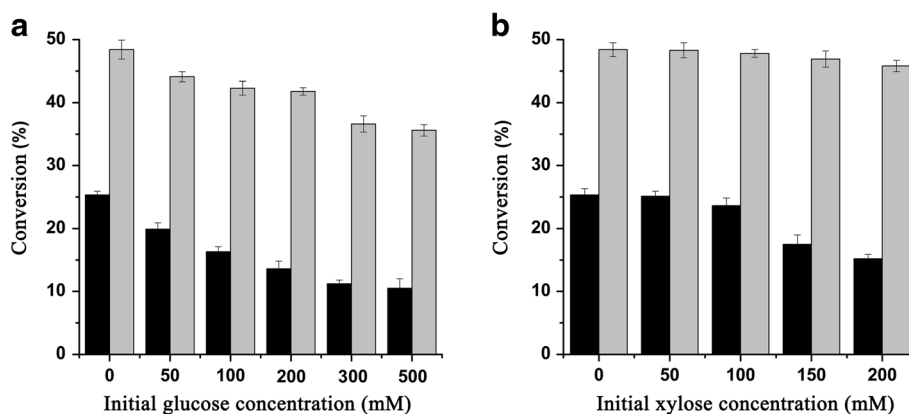 a
Conversion (%)
50
40
30
20
10
0
0 50 100 200 300 500
Initial glucose concentration (mM)
b
Conversion (%)
50
40
30
20
10
0
0 50 100 150 200
Initial xylose concentration (mM)